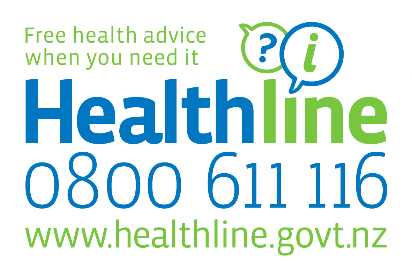 Free health advice
when you need it
? i
Healthline
0800 611 116
www.healthline.govt.nz